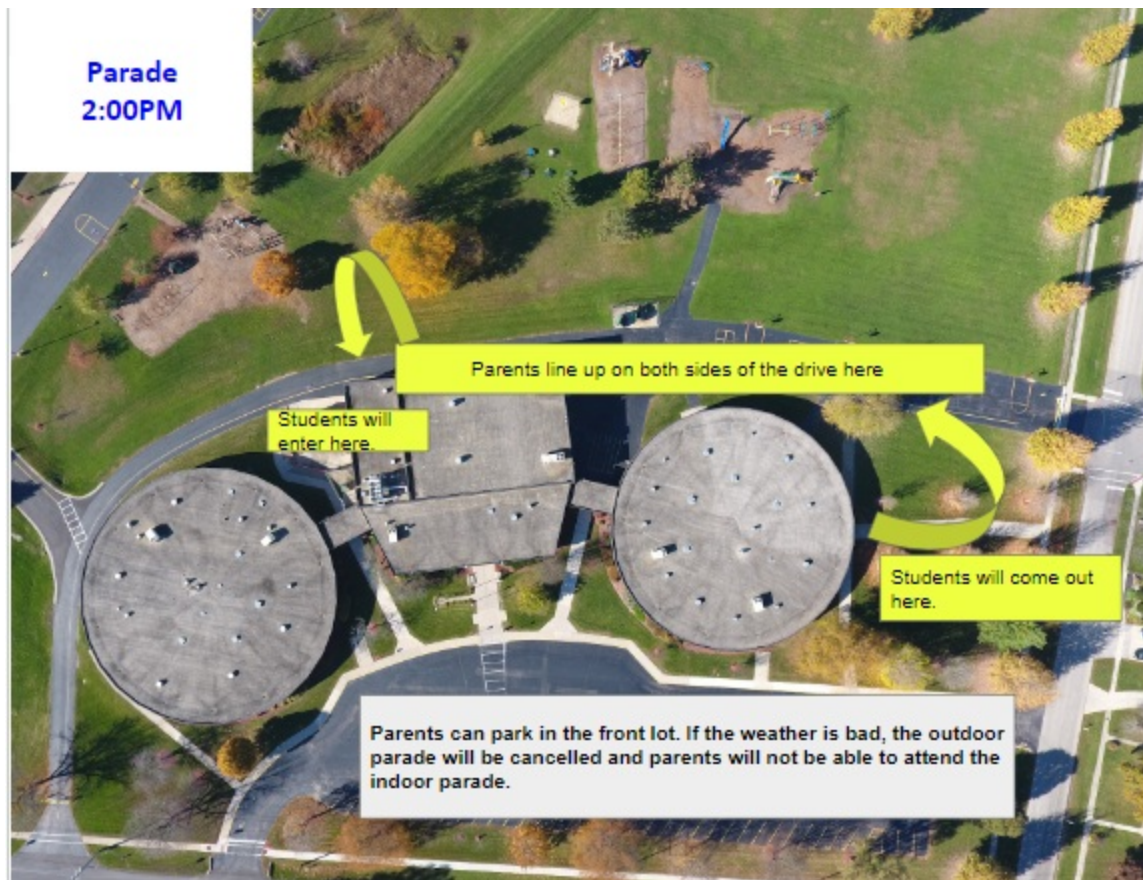 Parade
2:00PM
Parents line up on both sides of the drive here
Students will
enter here.
Students will come out
here.
Parents can park in the front lot. If the weather is bad, the outdoor
parade will be cancelled and parents will not be able to attend the
indoor parade.